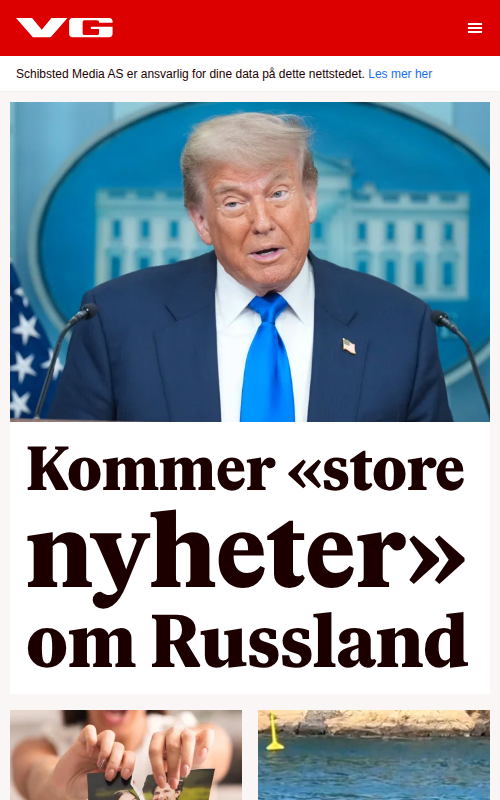 VG
Schibsted Media AS er ansvarlig for dine data på dette nettstedet. Les mer her
Kommer «store
nyheter»
om Russland